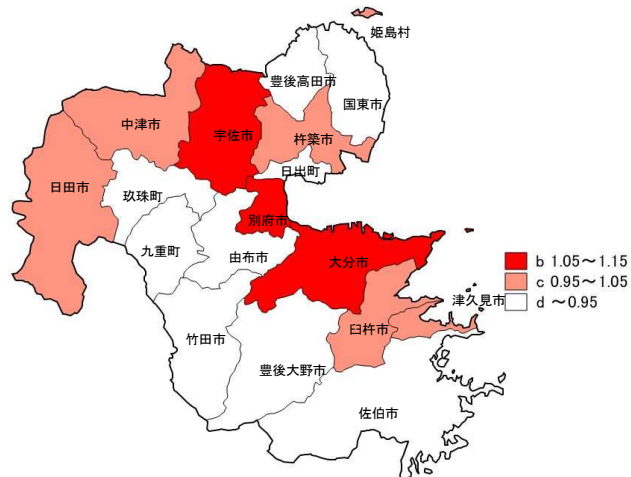 姫島村
豊後高田市
国東市
中津市
宇佐市
杵築市
日出町
日田市
玖珠町
別府市
九重町
由布市
大分市
b 1.05～1.15
c 0.95～1.05
d ～0.95
津久見市
臼杵市
竹田市
豊後大野市
佐伯市